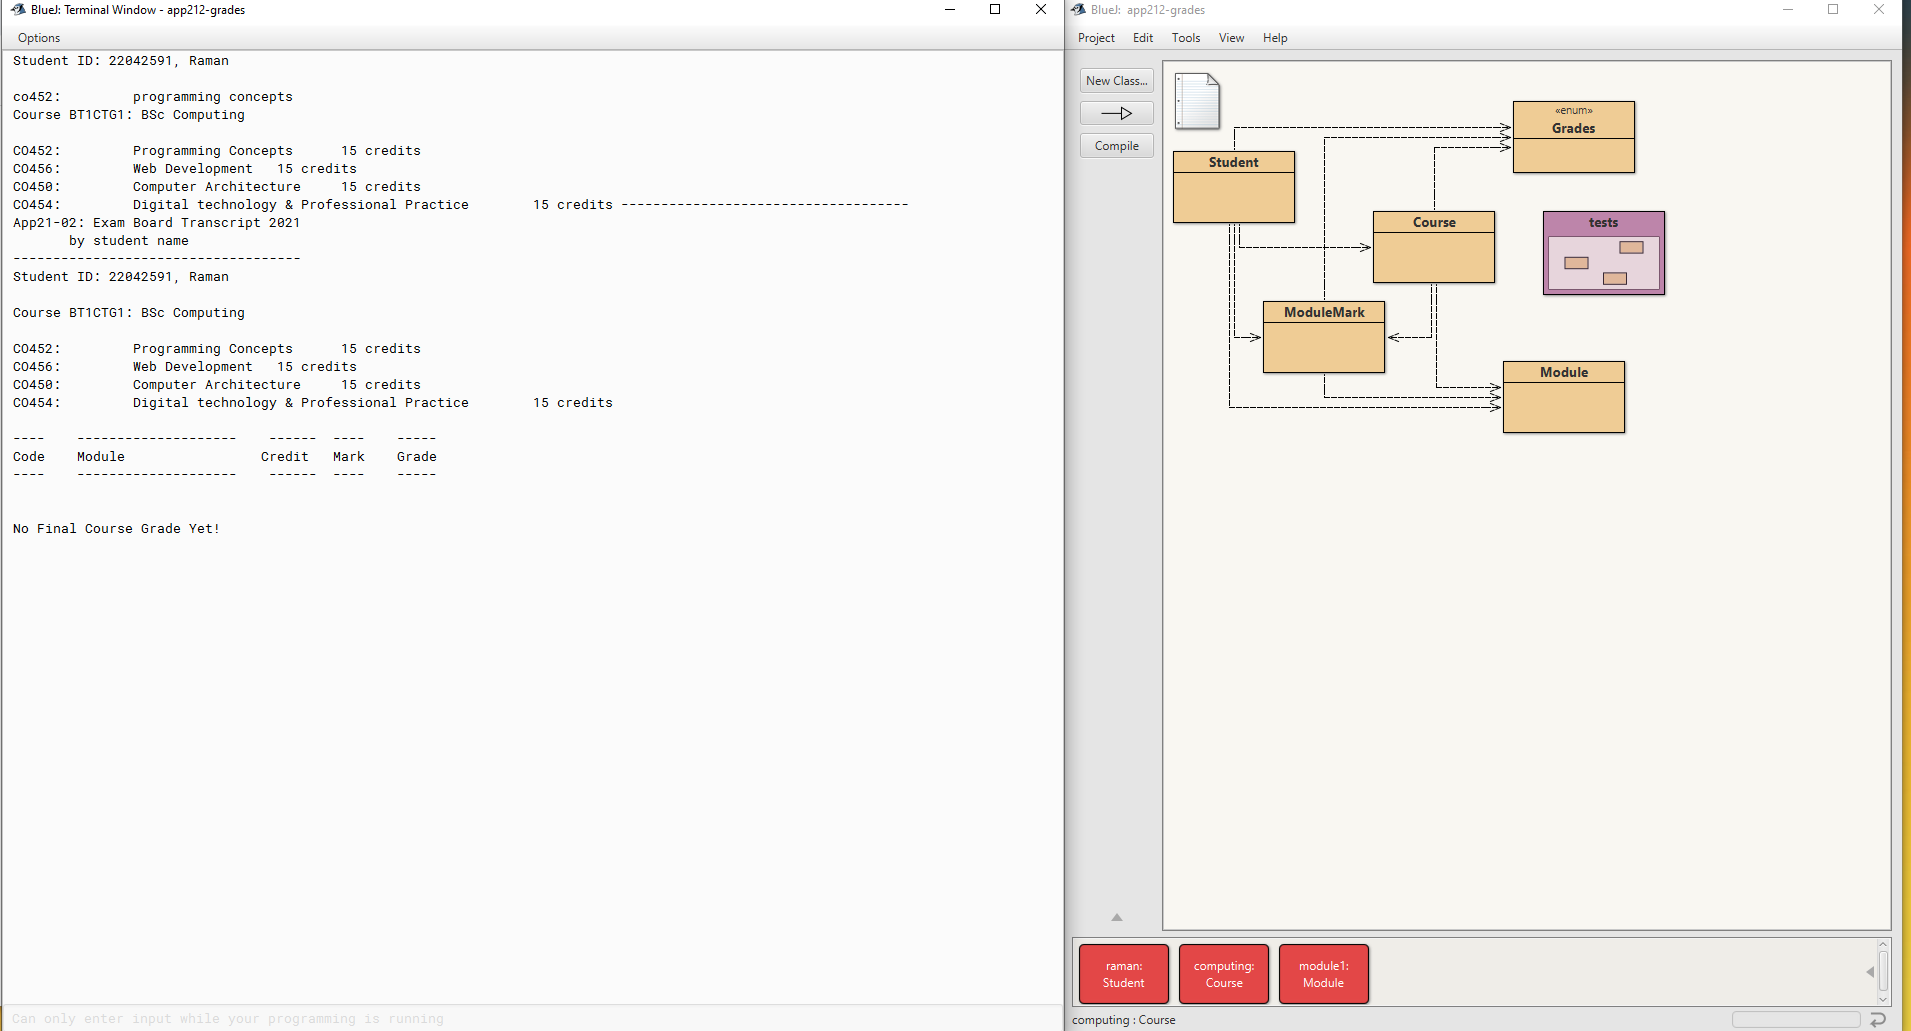 BlueJ: Terminal Window - app212-grades
Options
Student ID: 22042591, Raman
co452: programming concepts
Course BT1CTG1: BSc Computing
CO452: Programming Concepts 15 credits
CO456: Web Development 15 credits
CO450: Computer Architecture 15 credits
CO454: Digital technology & Professional Practice 15 credits ------------------------------------
App21-02: Exam Board Transcript 2021
by student name
------------------------------------
Student ID: 22042591, Raman
Course BT1CTG1: BSc Computing
CO452: Programming Concepts 15 credits
CO456: Web Development 15 credits
CO450: Computer Architecture 15 credits
CO454: Digital technology & Professional Practice 15 credits
---- -------------------- ------ ---- -----
Code Module Credit Mark Grade
---- -------------------- ------ ---- -----
No Final Course Grade Yet!
Can only enter input while your programming is running
BlueJ: app212-grades
Project Edit Tools View Help
New Class...
Compile
«enum»
Grades
Student
Course
tests
ModuleMark
Module
raman:
Student
computing:
Course
module1:
Module
computing : Course